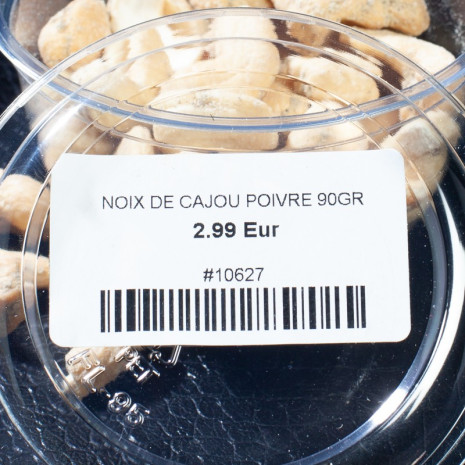 NOIX DE CAJOU POIVRE 90GR
2.99 Eur
#10627